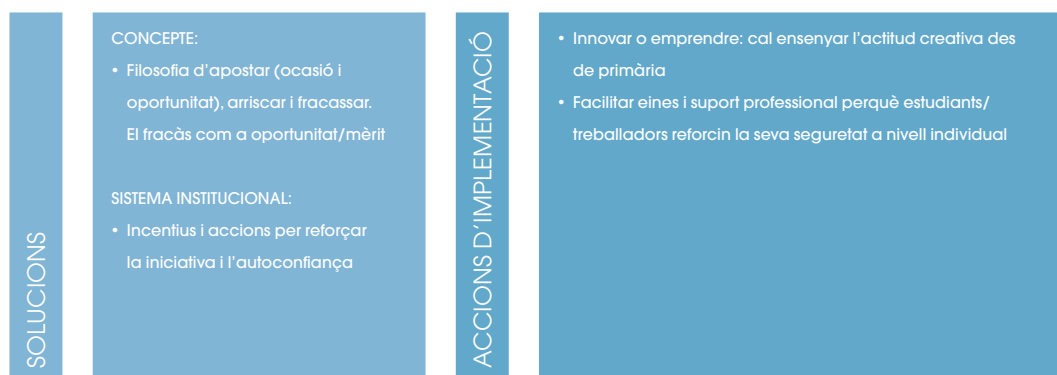 SOLUCIONS
CONCEPTE:
• Filosofia d'apostar (ocasió i
oportunitat), arriscar i fracassar.
El fracàs com a oportunitat/mèrit
SISTEMA INSTITUCIONAL:
• Incentius i accions per reforçar
la iniciativa i l'autoconfiança
ACCIONS D'IMPLEMENTACIÓ
• Innovar o emprendre: cal ensenyar l'actitud creativa des
de primària
• Facilitar eines i suport professional perquè estudiants/
treballadors reforcin la seva seguretat a nivell individual